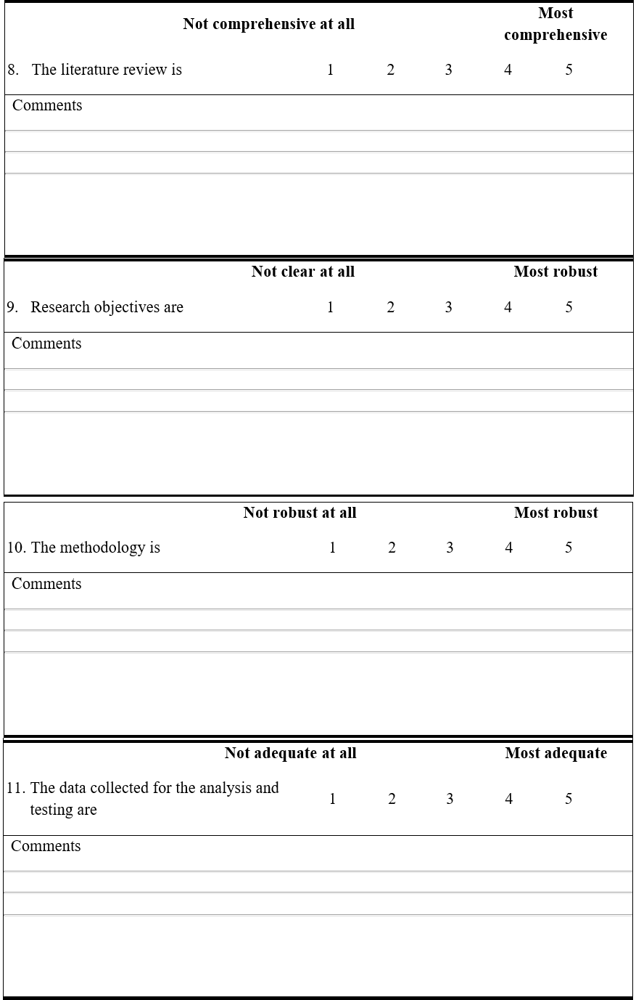 Not comprehensive at all
Most
comprehensive
8. The literature review is 1 2 3 4 5
Comments
Not clear at all Most robust
9. Research objectives are 1 2 3 4 5
Comments
Not robust at all Most robust
10. The methodology is 1 2 3 4 5
Comments
Not adequate at all Most adequate
11. The data collected for the analysis and
testing are 1 2 3 4 5
Comments